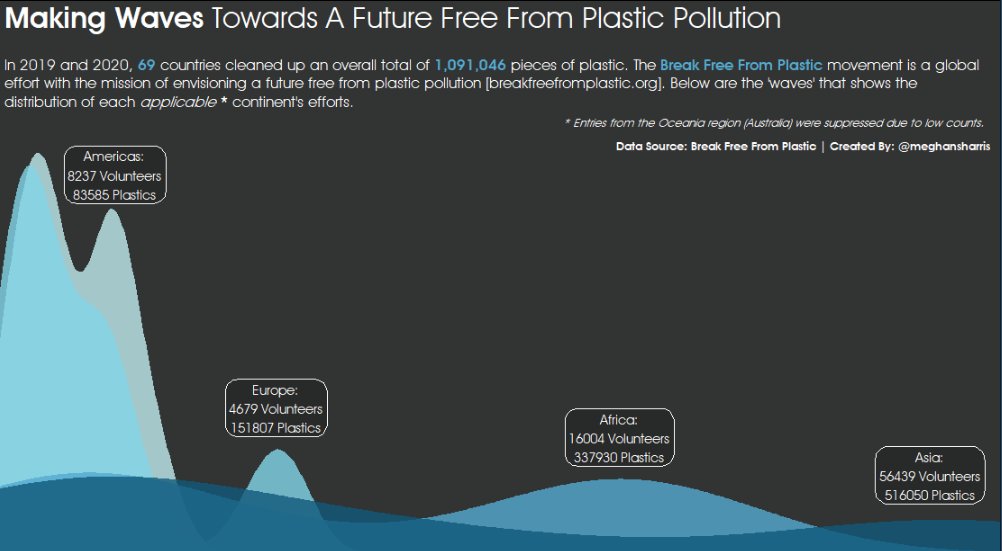 Making Waves Towards A Future Free From Plastic Pollution
In 2019 and 2020, 69 countries cleaned up an overall total of 1,091,046 pieces of plastic. The Break Free From Plastic movement is a global
effort with the mission of envisioning a future free from plastic pollution [breakfreefromplastic.org]. Below are the 'waves' that shows the
distribution of each applicable * continent's efforts.
* Entries from the Oceania region (Australia) were suppressed due to low counts.
Data Source: Break Free From Plastic | Created By: @meghansharris
Americas:
8237 Volunteers
83585 Plastics
Europe:
4679 Volunteers
151807 Plastics
Africa:
16004 Volunteers
337930 Plastics
Asia:
56439 Volunteers
516050 Plastics